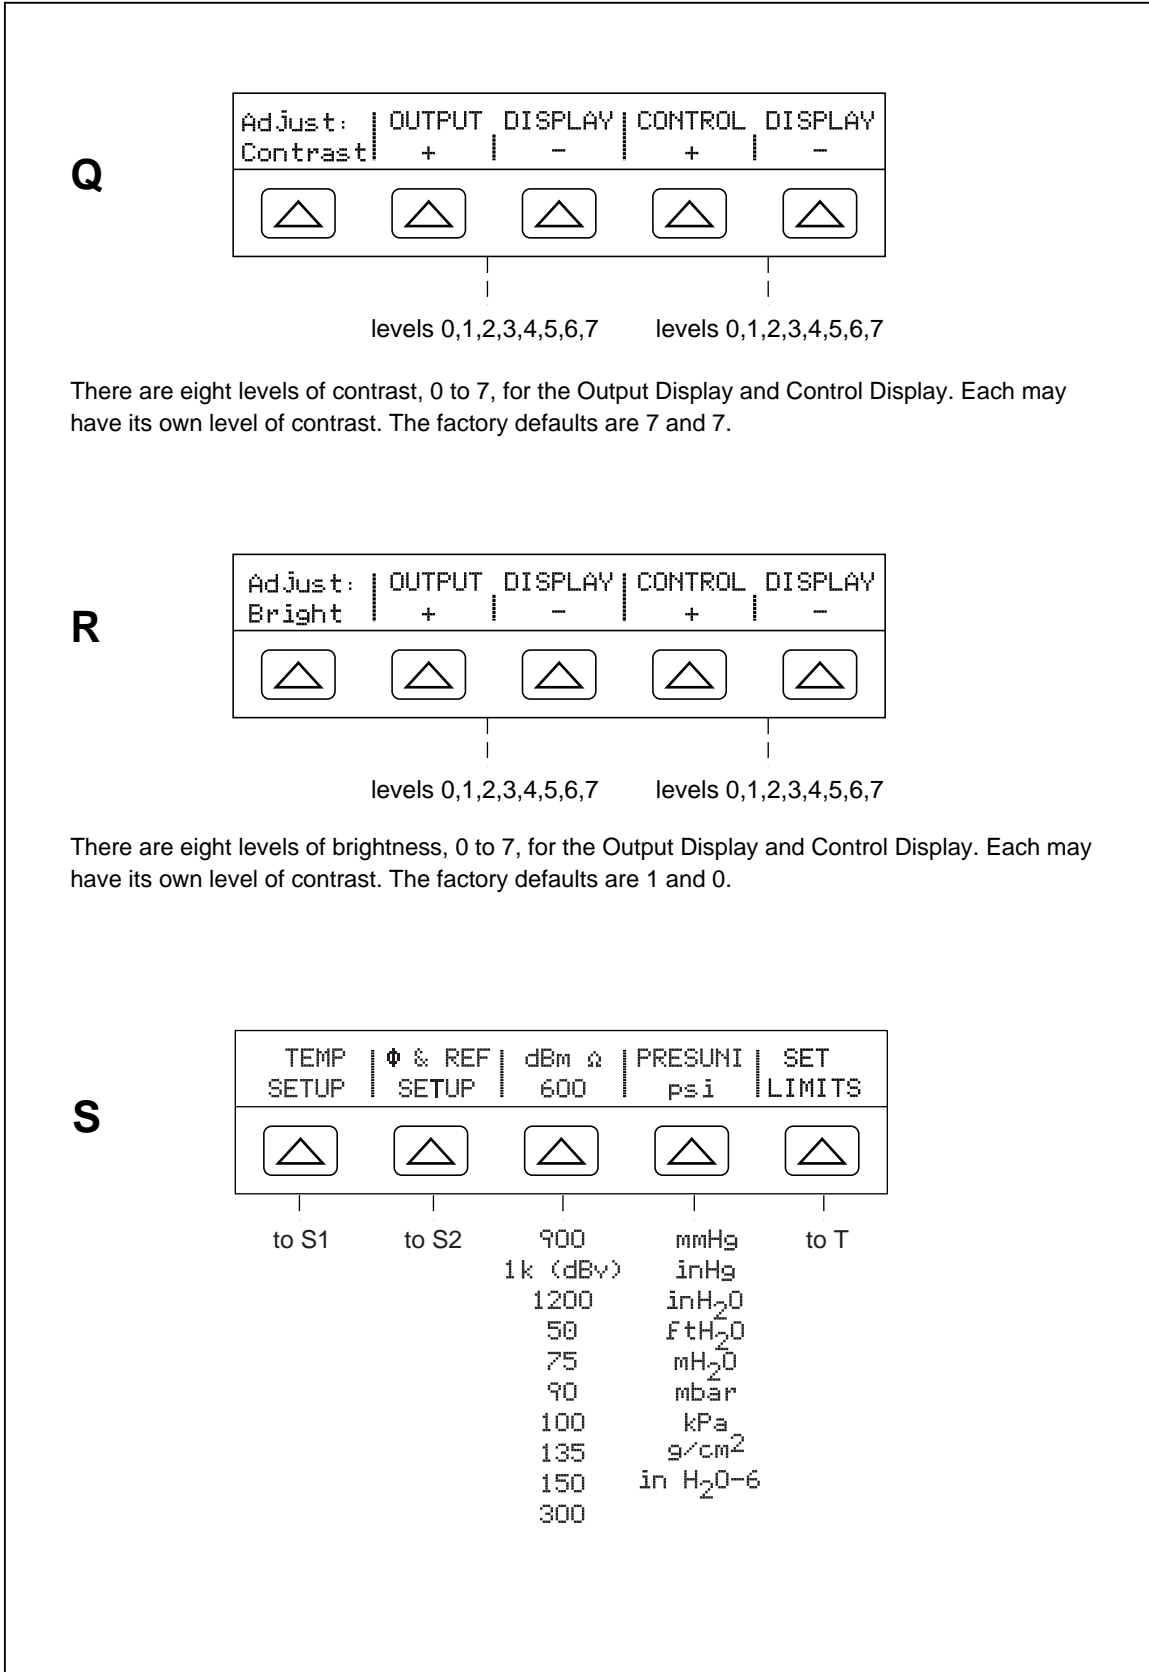 Q
Adjust: OUTPUT DISPLAY CONTROL DISPLAY
Contrast + - + -
levels 0,1,2,3,4,5,6,7 levels 0,1,2,3,4,5,6,7
There are eight levels of contrast, 0 to 7, for the Output Display and Control Display. Each may
have its own level of contrast. The factory defaults are 7 and 7.
R
Adjust: OUTPUT DISPLAY CONTROL DISPLAY
Bright + - + -
levels 0,1,2,3,4,5,6,7 levels 0,1,2,3,4,5,6,7
There are eight levels of brightness, 0 to 7, for the Output Display and Control Display. Each may
have its own level of contrast. The factory defaults are 1 and 0.
S
TEMP Φ & REF dBm Ω PRESUNI SET
SETUP SETUP 600 psi LIMITS
to S1 to S2 900 mmHg to T
1k (dBv) inHg
1200 inH₂O
50 ftH₂O
75 mH₂O
90 mbar
100 kPa
135 g/cm²
150 in H₂O-6
300